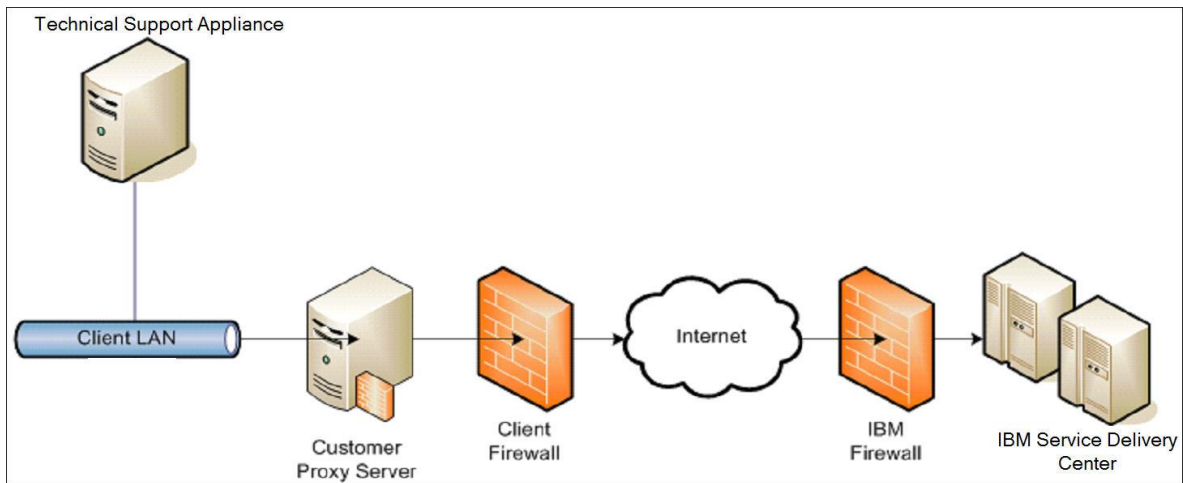 Technical Support Appliance
Client LAN
Customer
Proxy Server
Client
Firewall
Internet
IBM
Firewall
IBM Service Delivery
Center